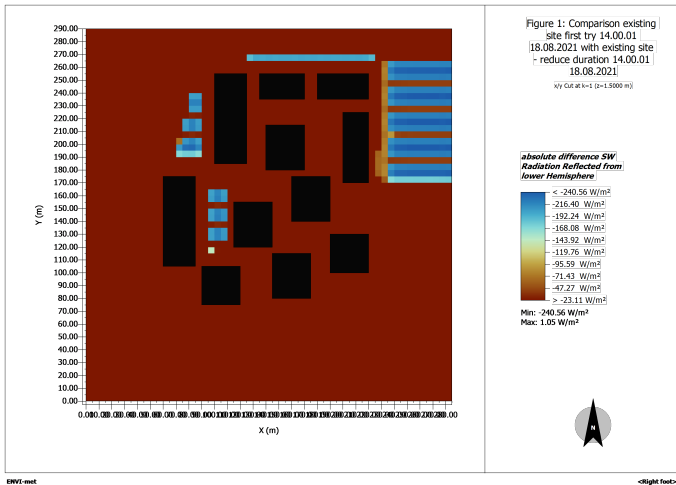 Figure 1: Comparison existing
site first try 14.00.01
18.08.2021 with existing site
- reduce duration 14.00.01
18.08.2021
x/y Cut at k=1 (z=1.5000 m)
290.00
280.00
270.00
260.00
250.00
240.00
230.00
220.00
210.00
200.00
190.00
180.00
170.00
160.00
150.00
140.00
130.00
120.00
110.00
100.00
90.00
80.00
70.00
60.00
50.00
40.00
30.00
20.00
10.00
0.00
Y (m)
X (m)
absolute difference SW
Radiation Reflected from
lower Hemisphere
< -240.56 W/m²
-216.40 W/m²
-192.24 W/m²
-168.08 W/m²
-143.92 W/m²
-119.76 W/m²
-95.59 W/m²
-71.43 W/m²
-47.27 W/m²
> -23.11 W/m²
Min: -240.56 W/m²
Max: 1.05 W/m²
N
ENVI-met
<Right foot>